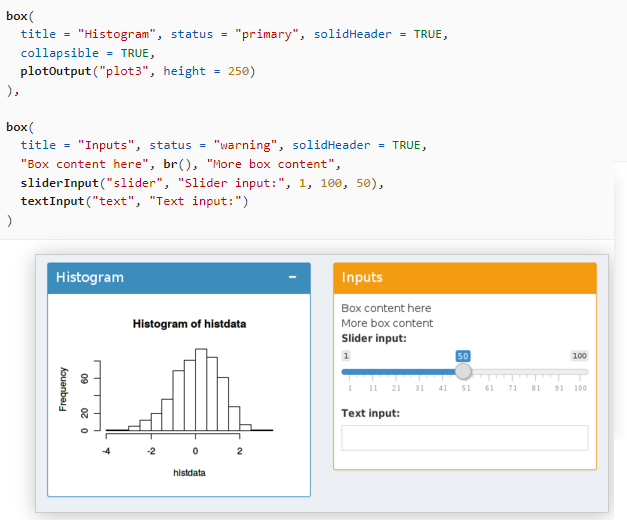 box(
  title = "Histogram", status = "primary", solidHeader = TRUE,
  collapsible = TRUE,
  plotOutput("plot3", height = 250)
),
box(
  title = "Inputs", status = "warning", solidHeader = TRUE,
  "Box content here", br(), "More box content",
  sliderInput("slider", "Slider input:", 1, 100, 50),
  textInput("text", "Text input:")
)
Histogram −
Histogram of histdata
Frequency
60
20
0
-4 -2 0 2
histdata
Inputs
Box content here
More box content
Slider input:
1 50 100
1 11 21 31 41 51 61 71 81 91 100
Text input: